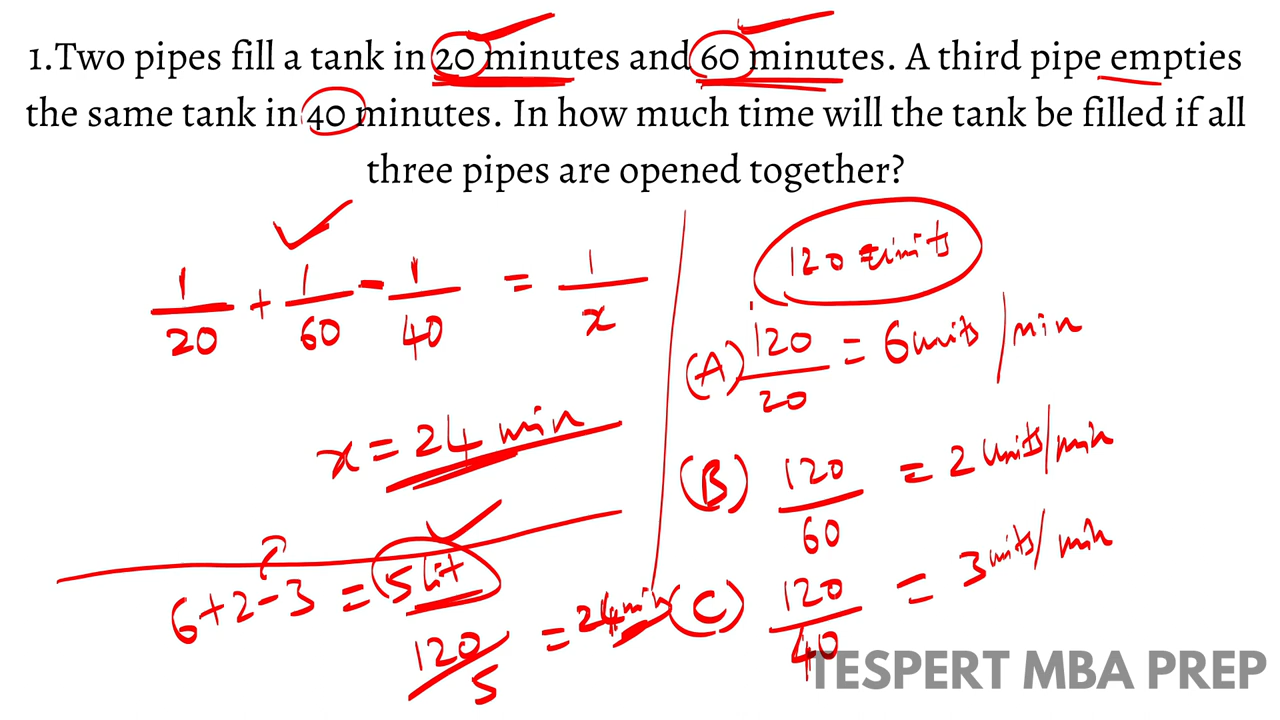 1.Two pipes fill a tank in 20 minutes and 60 minutes. A third pipe empties
the same tank in 40 minutes. In how much time will the tank be filled if all
three pipes are opened together?
1/20 + 1/60 - 1/40 = 1/x
x = 24 min
6+2-3 = 5 lit
120/5 = 24 min
120 units
(A) 120/20 = 6 units/min
(B) 120/60 = 2 units/min
(C) 120/40 = 3 units/min
TESPERT MBA PREP